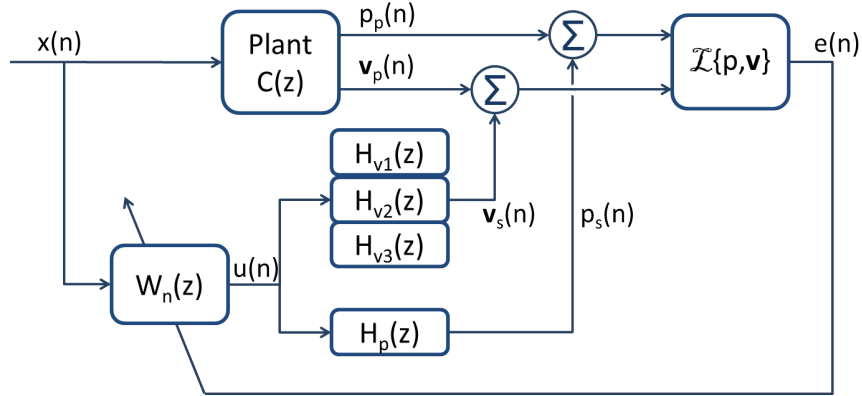 x(n)
Plant
C(z)
p_p(n)
v_p(n)
Σ
Σ
ℐ{p,v}
e(n)
H_v1(z)
H_v2(z)
H_v3(z)
v_s(n)
p_s(n)
W_n(z)
u(n)
H_p(z)